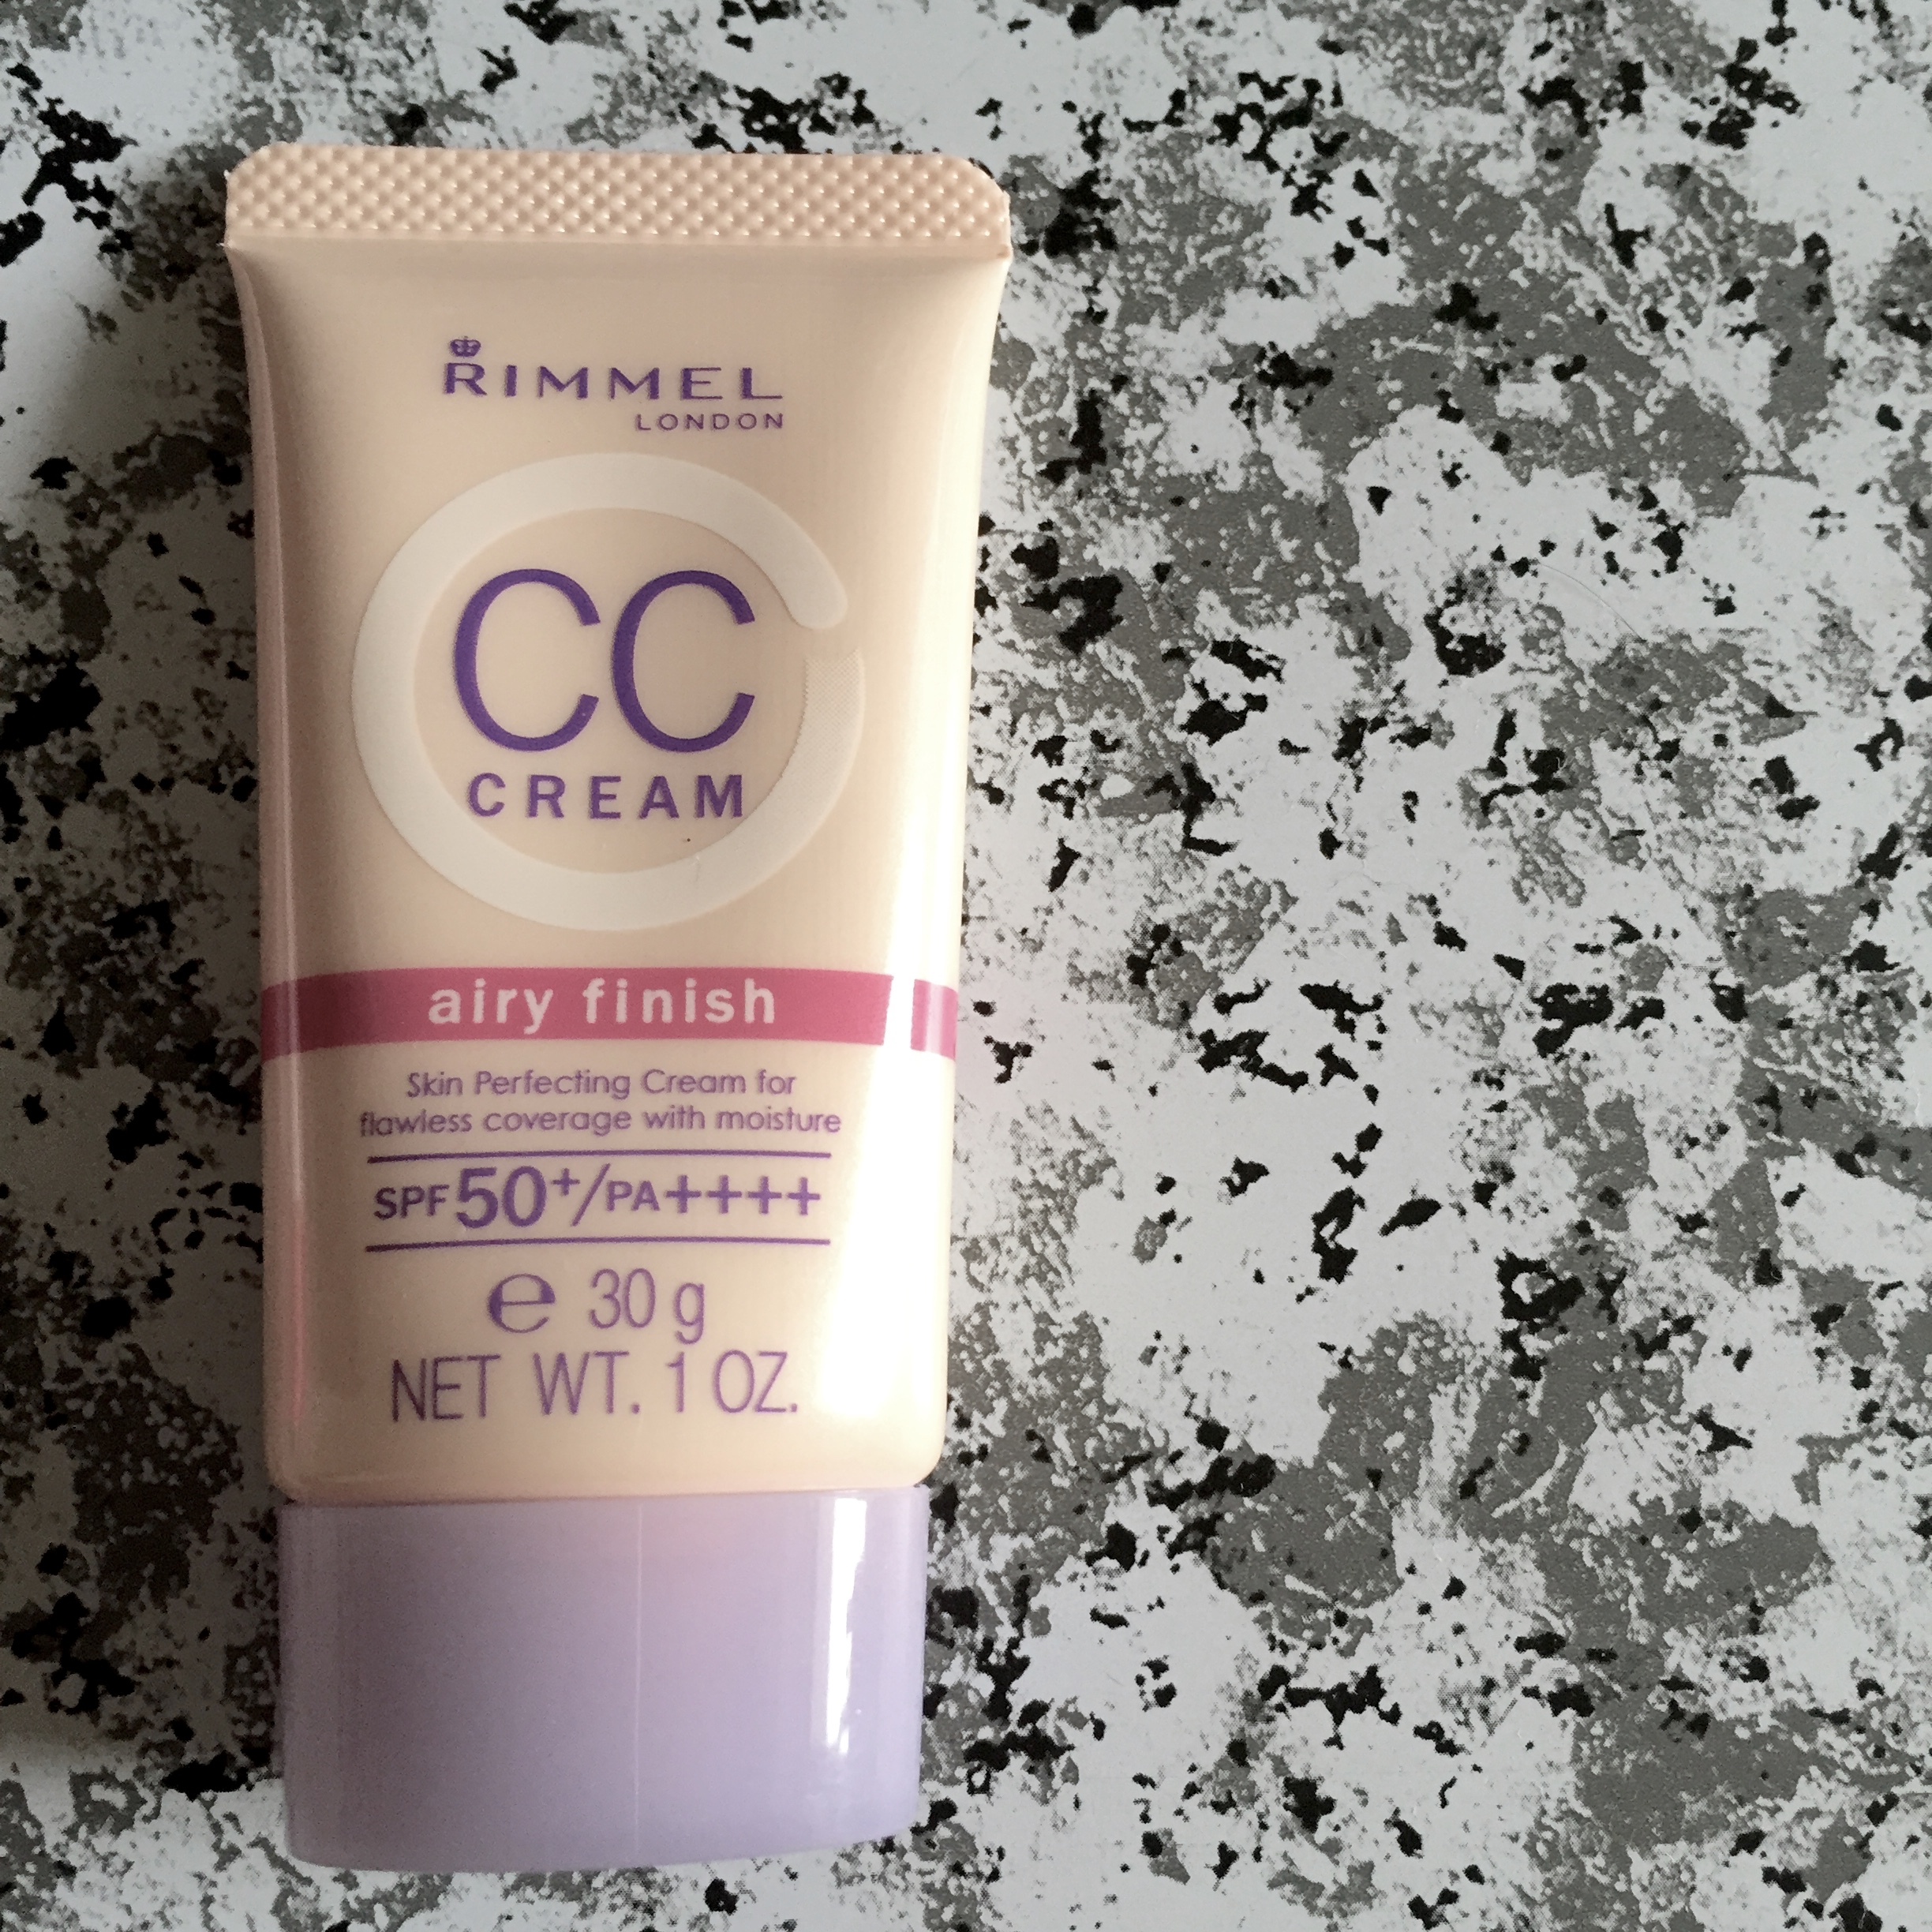 RIMMEL
LONDON
CC
CREAM
airy finish
Skin Perfecting Cream for
flawless coverage with moisture
SPF50+/PA++++
℮ 30 g
NET WT. 1 OZ.